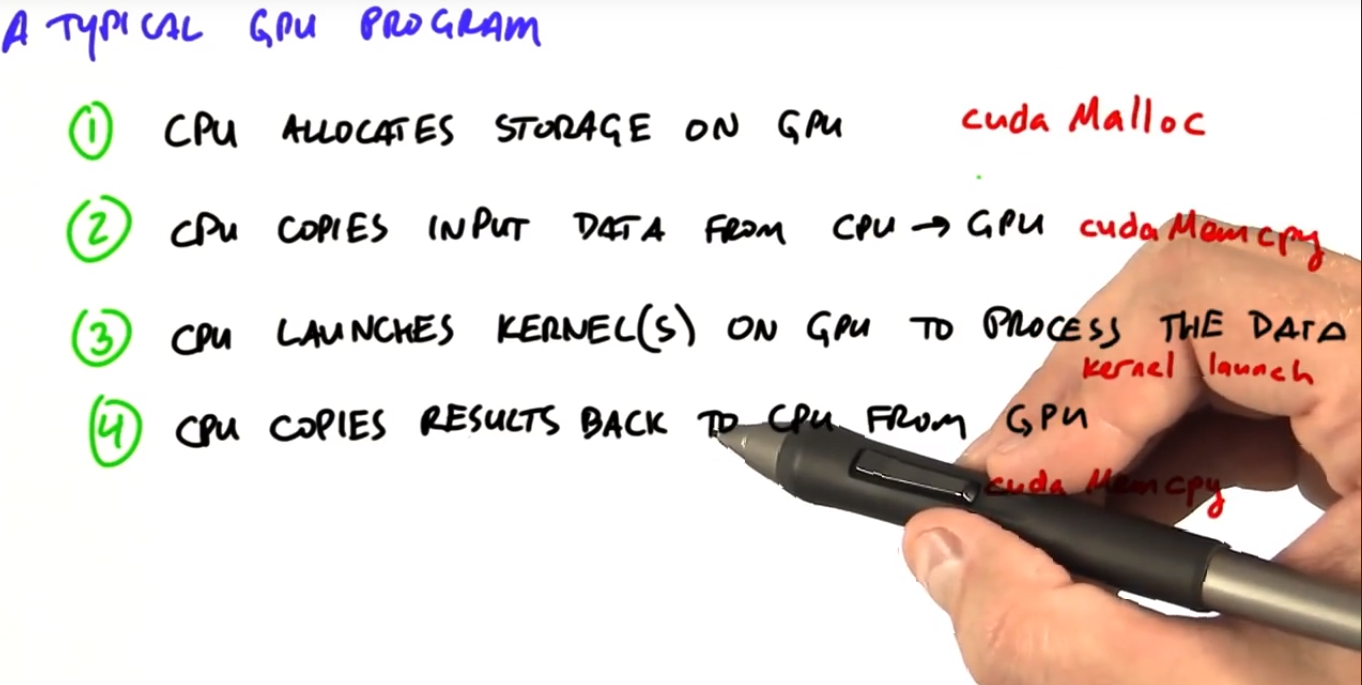 A TYPICAL GPU PROGRAM
1 CPU ALLOCATES STORAGE ON GPU cuda Malloc
2 CPU COPIES INPUT DATA FROM CPU → GPU cuda Memcpy
3 CPU LAUNCHES KERNEL(S) ON GPU TO PROCESS THE DATA
kernel launch
4 CPU COPIES RESULTS BACK TO CPU FROM GPU
cuda Memcpy